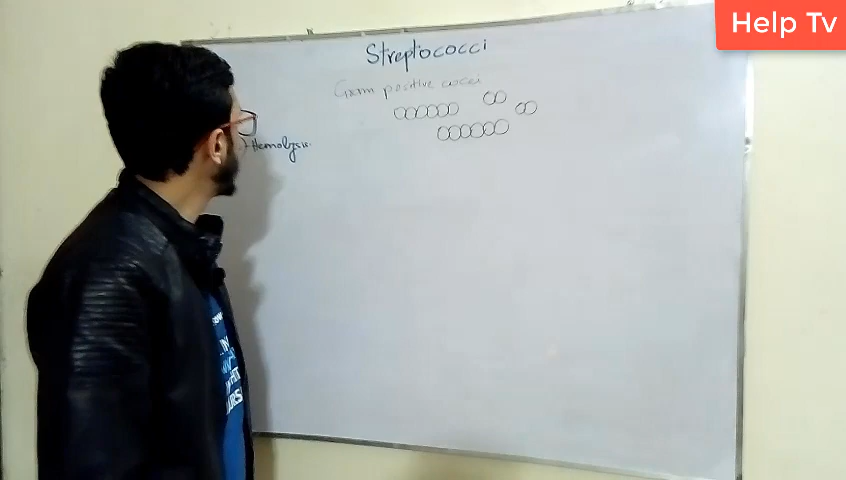 Help Tv
Streptococci
Gram positive cocci
Hemolysis.